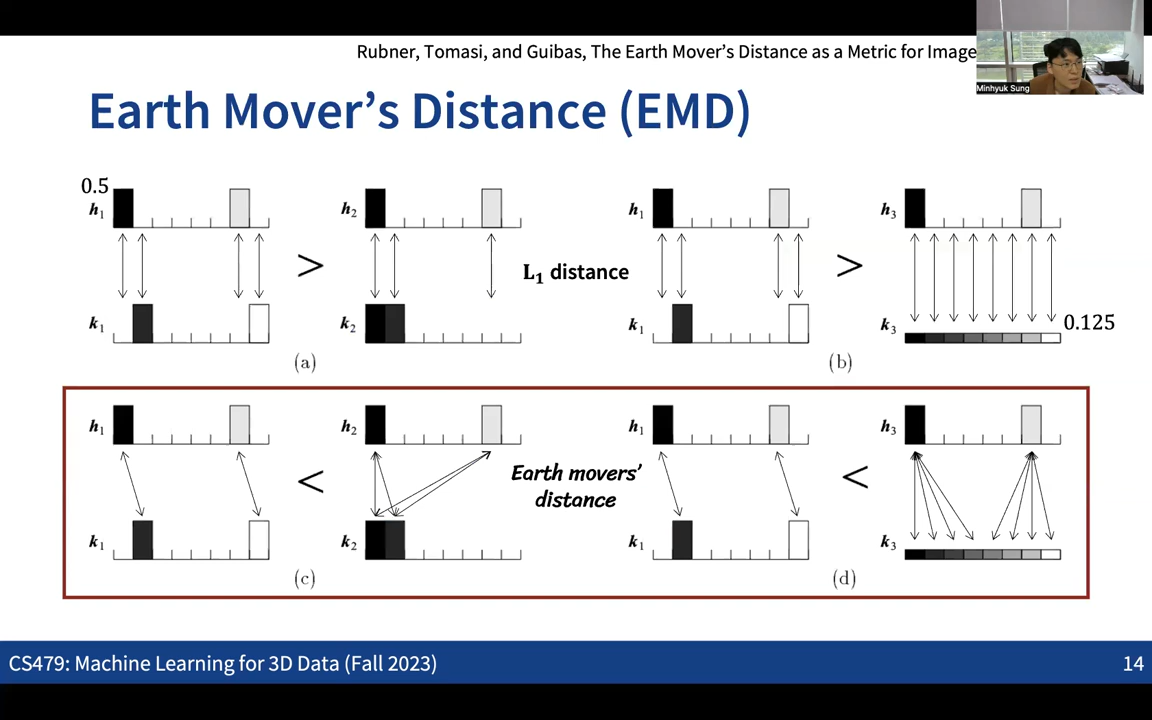 Rubner, Tomasi, and Guibas, The Earth Mover's Distance as a Metric for Image
Minhyuk Sung
Earth Mover's Distance (EMD)
0.5
h₁
h₂
h₁
h₃
>
L₁ distance
>
k₁
k₂
k₁
k₃
0.125
(a)
(b)
h₁
h₂
h₁
h₃
<
Earth movers'
distance
<
k₁
k₂
k₁
k₃
(c)
(d)
CS479: Machine Learning for 3D Data (Fall 2023)
14